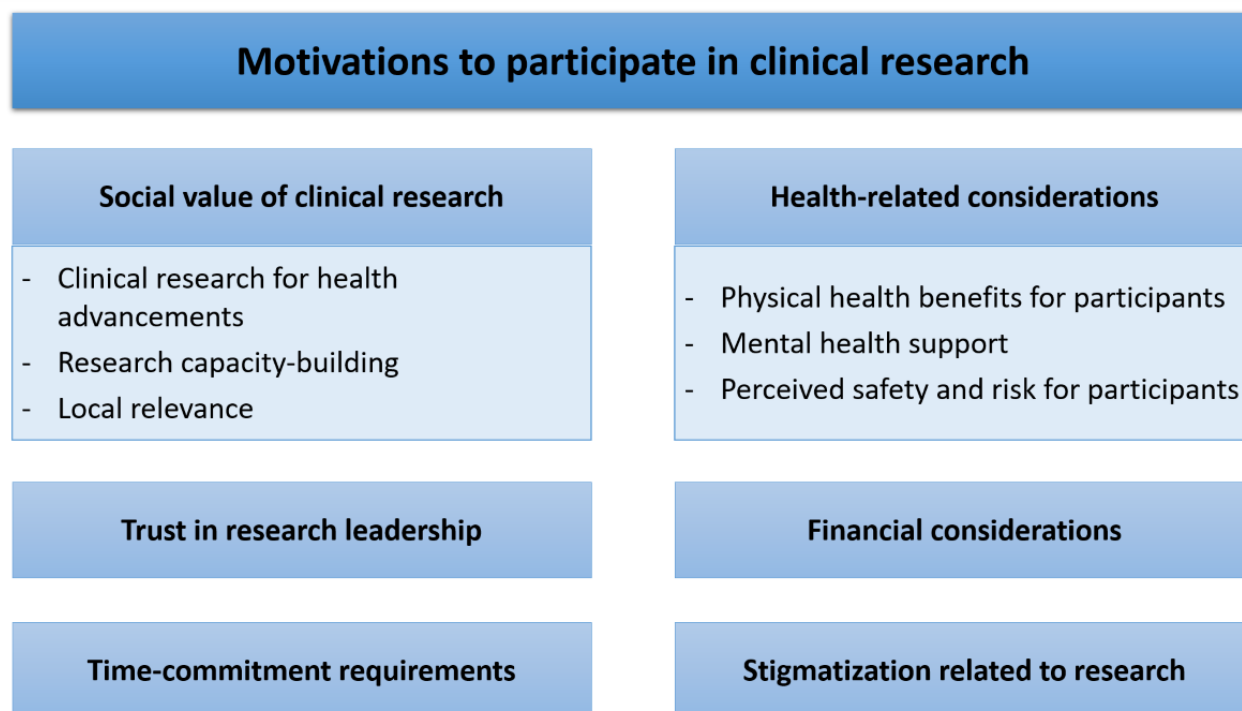 Motivations to participate in clinical research
Social value of clinical research
- Clinical research for health
advancements
- Research capacity-building
- Local relevance
Health-related considerations
- Physical health benefits for participants
- Mental health support
- Perceived safety and risk for participants
Trust in research leadership
Financial considerations
Time-commitment requirements
Stigmatization related to research